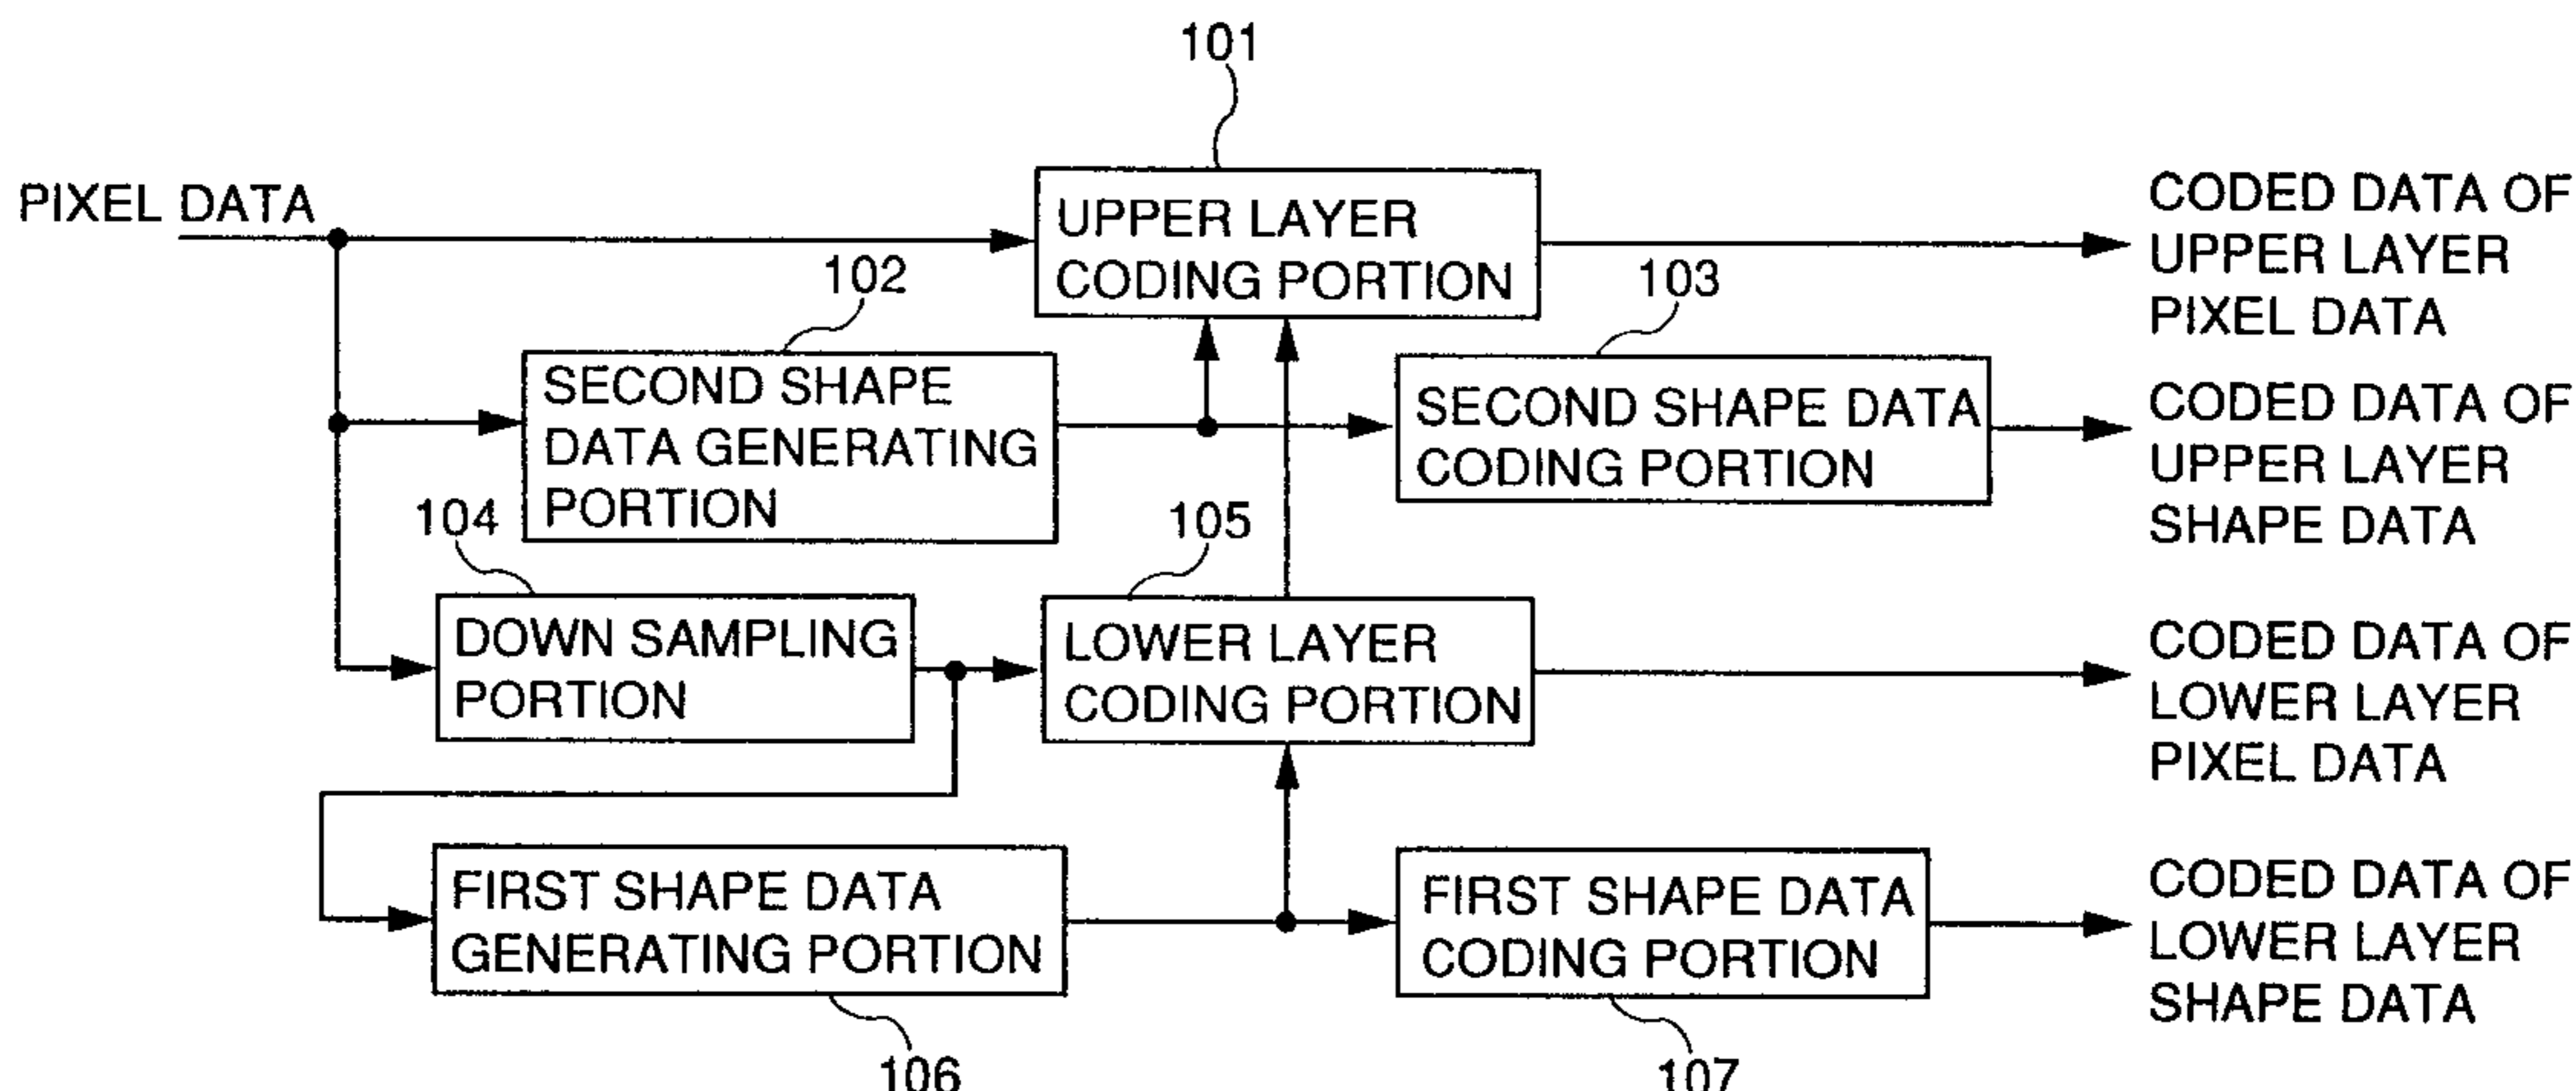 101
PIXEL DATA
UPPER LAYER
CODING PORTION
CODED DATA OF
UPPER LAYER
PIXEL DATA
102
103
SECOND SHAPE
DATA GENERATING
PORTION
SECOND SHAPE DATA
CODING PORTION
CODED DATA OF
UPPER LAYER
SHAPE DATA
104
105
DOWN SAMPLING
PORTION
LOWER LAYER
CODING PORTION
CODED DATA OF
LOWER LAYER
PIXEL DATA
FIRST SHAPE DATA
GENERATING PORTION
FIRST SHAPE DATA
CODING PORTION
CODED DATA OF
LOWER LAYER
SHAPE DATA
106
107